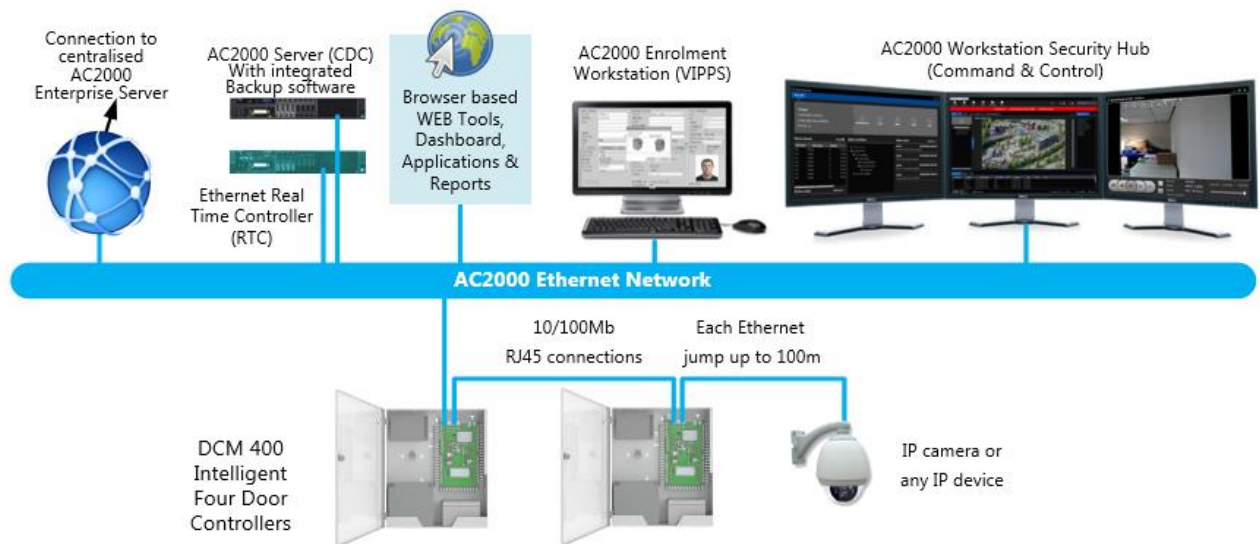 Connection to
centralised
AC2000
Enterprise Server
AC2000 Server (CDC)
With integrated
Backup software
Ethernet Real
Time Controller
(RTC)
Browser based
WEB Tools,
Dashboard,
Applications &
Reports
AC2000 Enrolment
Workstation (VIPPS)
AC2000 Workstation Security Hub
(Command & Control)
AC2000 Ethernet Network
10/100Mb
RJ45 connections
Each Ethernet
jump up to 100m
DCM 400
Intelligent
Four Door
Controllers
IP camera or
any IP device